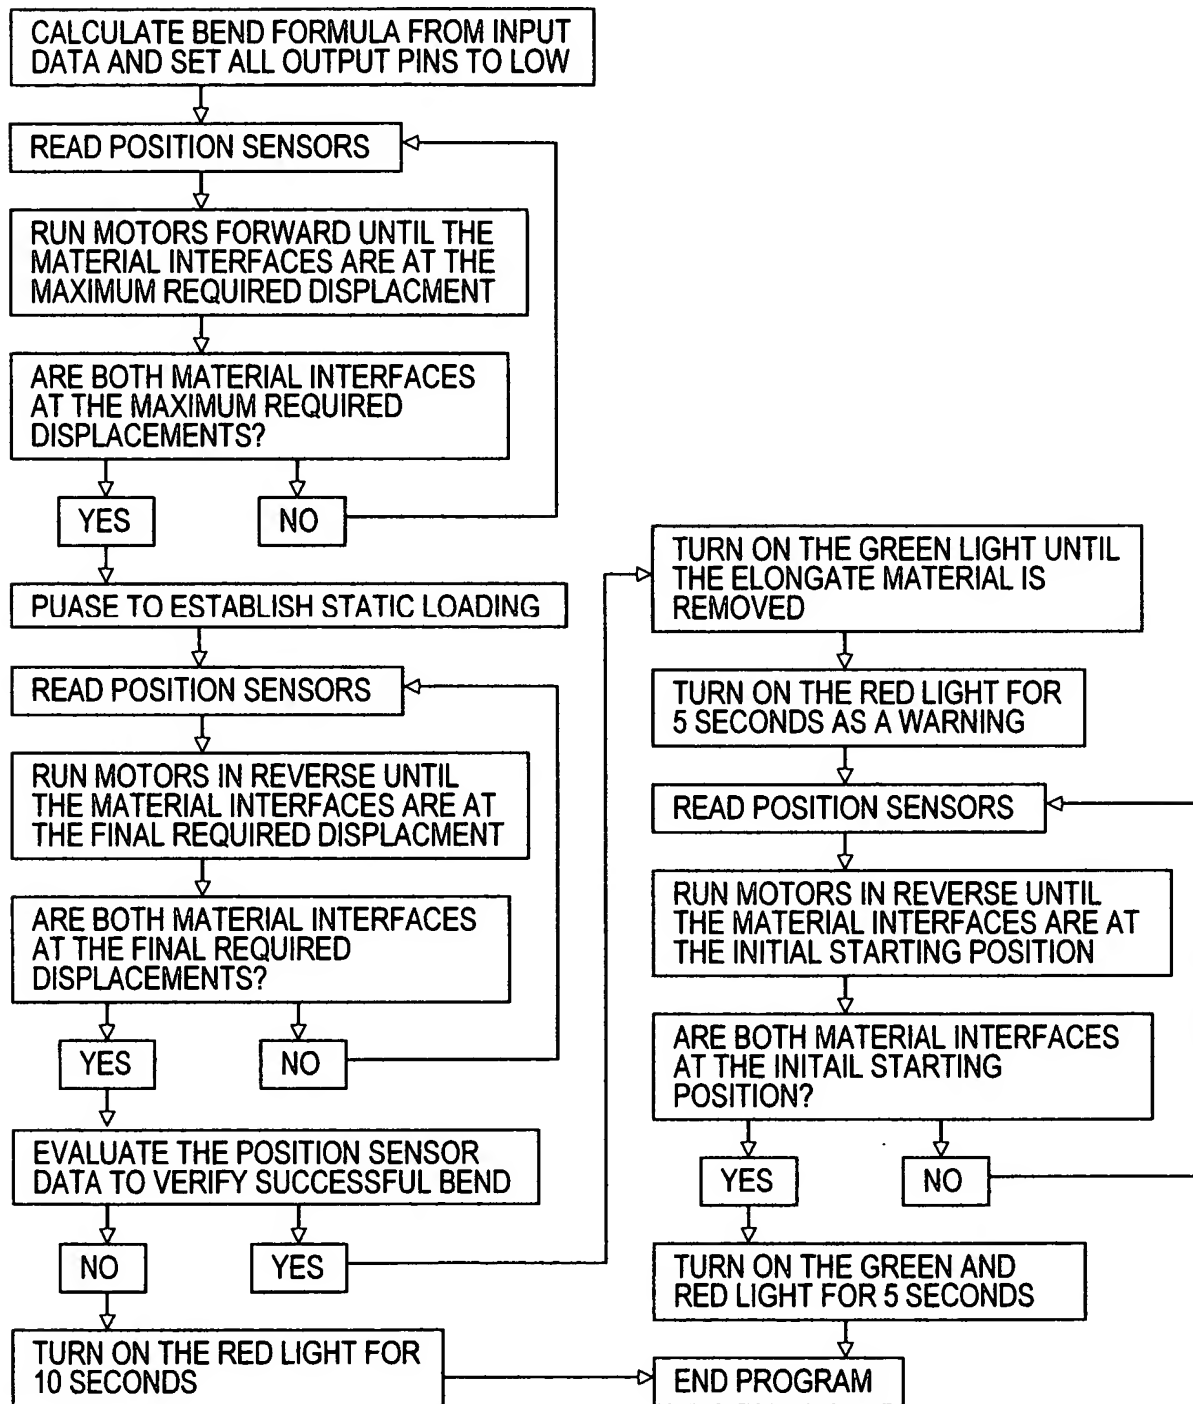 CALCULATE BEND FORMULA FROM INPUT
DATA AND SET ALL OUTPUT PINS TO LOW
READ POSITION SENSORS
RUN MOTORS FORWARD UNTIL THE
MATERIAL INTERFACES ARE AT THE
MAXIMUM REQUIRED DISPLACMENT
ARE BOTH MATERIAL INTERFACES
AT THE MAXIMUM REQUIRED
DISPLACEMENTS?
YES
NO
PUASE TO ESTABLISH STATIC LOADING
READ POSITION SENSORS
RUN MOTORS IN REVERSE UNTIL
THE MATERIAL INTERFACES ARE AT
THE FINAL REQUIRED DISPLACMENT
ARE BOTH MATERIAL INTERFACES
AT THE FINAL REQUIRED
DISPLACEMENTS?
YES
NO
EVALUATE THE POSITION SENSOR
DATA TO VERIFY SUCCESSFUL BEND
NO
YES
TURN ON THE RED LIGHT FOR
10 SECONDS
TURN ON THE GREEN LIGHT UNTIL
THE ELONGATE MATERIAL IS
REMOVED
TURN ON THE RED LIGHT FOR
5 SECONDS AS A WARNING
READ POSITION SENSORS
RUN MOTORS IN REVERSE UNTIL
THE MATERIAL INTERFACES ARE AT
THE INITIAL STARTING POSITION
ARE BOTH MATERIAL INTERFACES
AT THE INITAIL STARTING
POSITION?
YES
NO
TURN ON THE GREEN AND
RED LIGHT FOR 5 SECONDS
END PROGRAM